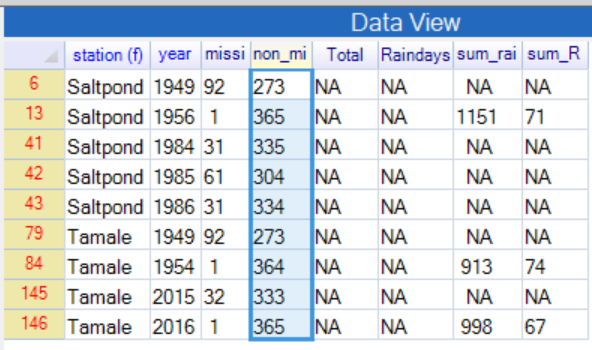 Data View
station (f) year missi non_mi Total Raindays sum_rai sum_R
6 Saltpond 1949 92 273 NA NA NA NA
13 Saltpond 1956 1 365 NA NA 1151 71
41 Saltpond 1984 31 335 NA NA NA NA
42 Saltpond 1985 61 304 NA NA NA NA
43 Saltpond 1986 31 334 NA NA NA NA
79 Tamale 1949 92 273 NA NA NA NA
84 Tamale 1954 1 364 NA NA 913 74
145 Tamale 2015 32 333 NA NA NA NA
146 Tamale 2016 1 365 NA NA 998 67